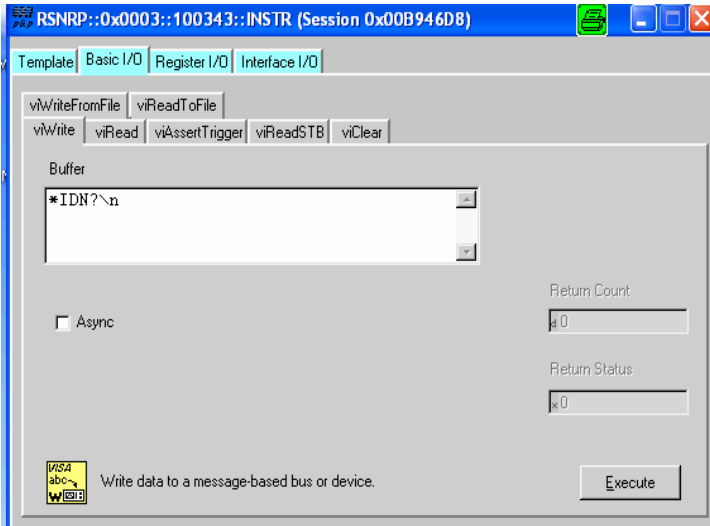 RSNRP::0x0003::100343::INSTR (Session 0x00B946D8)
Template Basic I/O Register I/O Interface I/O
viWriteFromFile viReadToFile
viWrite viRead viAssertTrigger viReadSTB viClear
Buffer
*IDN?\n
Return Count
d 0
Async
Return Status
x 0
VISA
abc
W
Write data to a message-based bus or device.
Execute